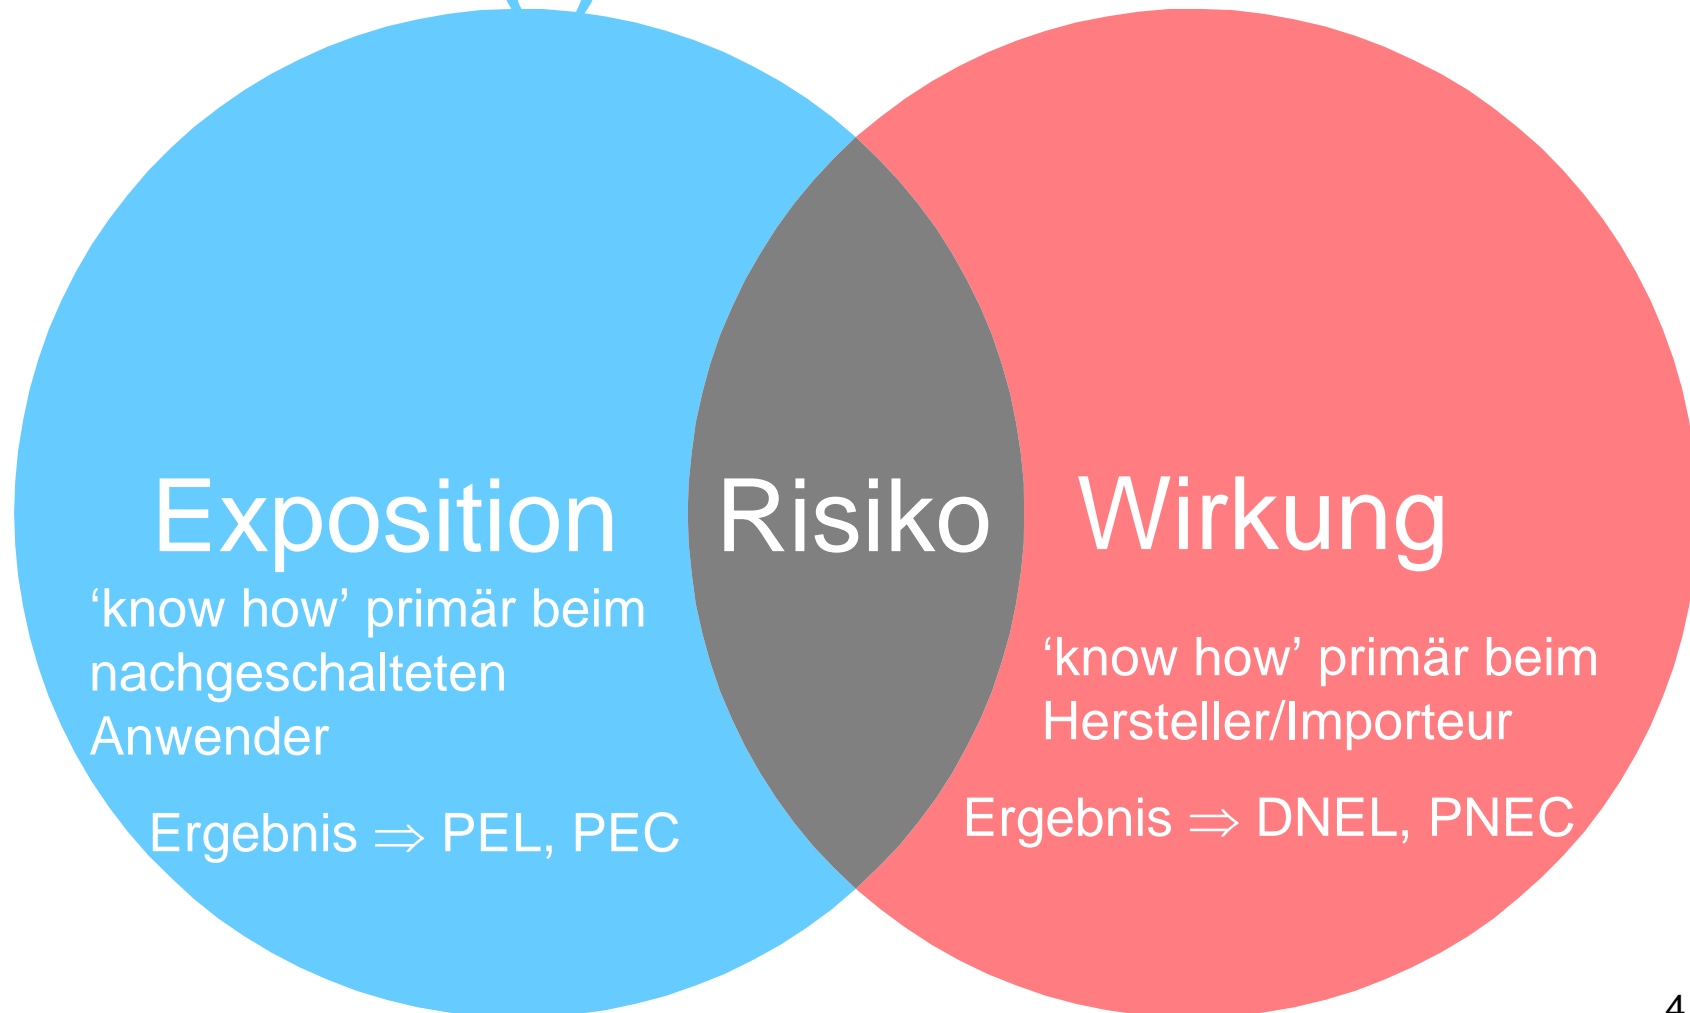 Exposition
Risiko
Wirkung
‘know how’ primär beim
nachgeschalteten
Anwender
Ergebnis ⇒ PEL, PEC
‘know how’ primär beim
Hersteller/Importeur
Ergebnis ⇒ DNEL, PNEC
4